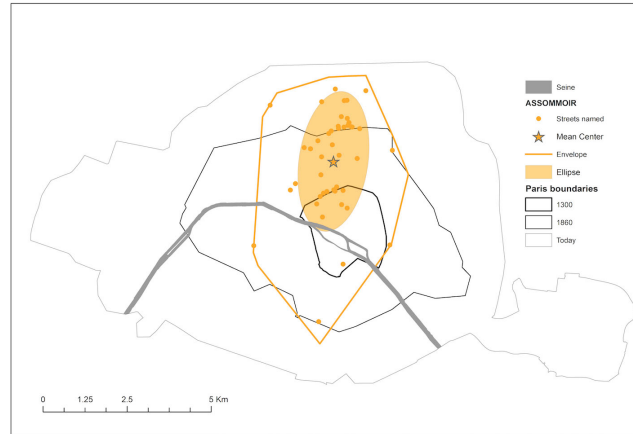 Seine
ASSOMMOIR
Streets named
Mean Center
Envelope
Ellipse
Paris boundaries
1300
1860
Today
0 1.25 2.5 5 Km